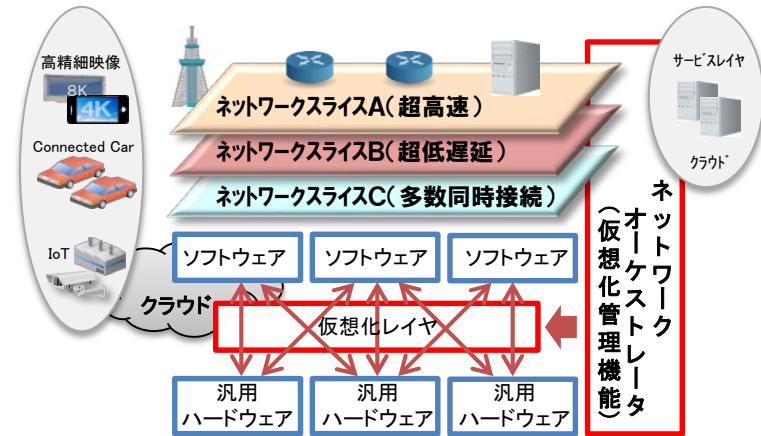 高精細映像
8K
4K
Connected Car
IoT
クラウド
ネットワークスライスA(超高速)
ネットワークスライスB(超低遅延)
ネットワークスライスC(多数同時接続)
ソフトウェア
ソフトウェア
ソフトウェア
仮想化レイヤ
汎用
ハードウェア
汎用
ハードウェア
汎用
ハードウェア
サービスレイヤ
クラウド
ネットワーク
オーケストレータ
(仮想化管理機能)